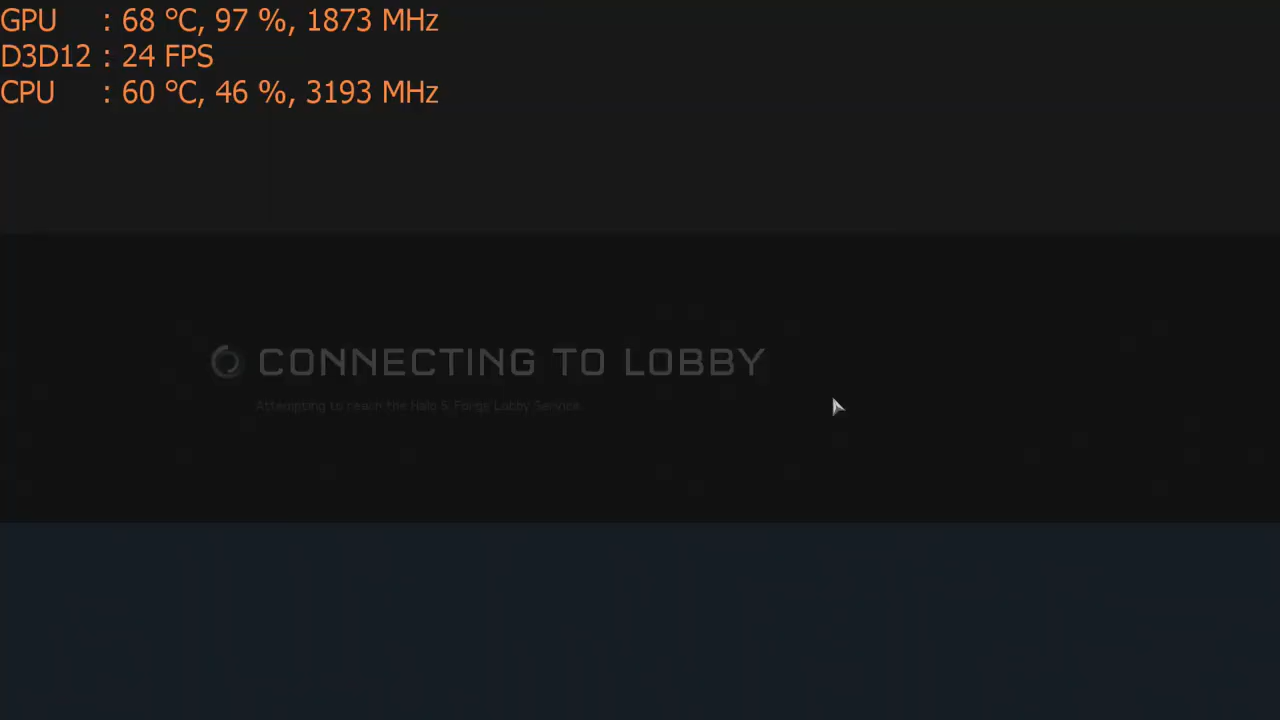 GPU : 68 °C, 97 %, 1873 MHz
D3D12 : 24 FPS
CPU : 60 °C, 46 %, 3193 MHz
CONNECTING TO LOBBY
Attempting to reach the Halo 5: Forge Lobby Service